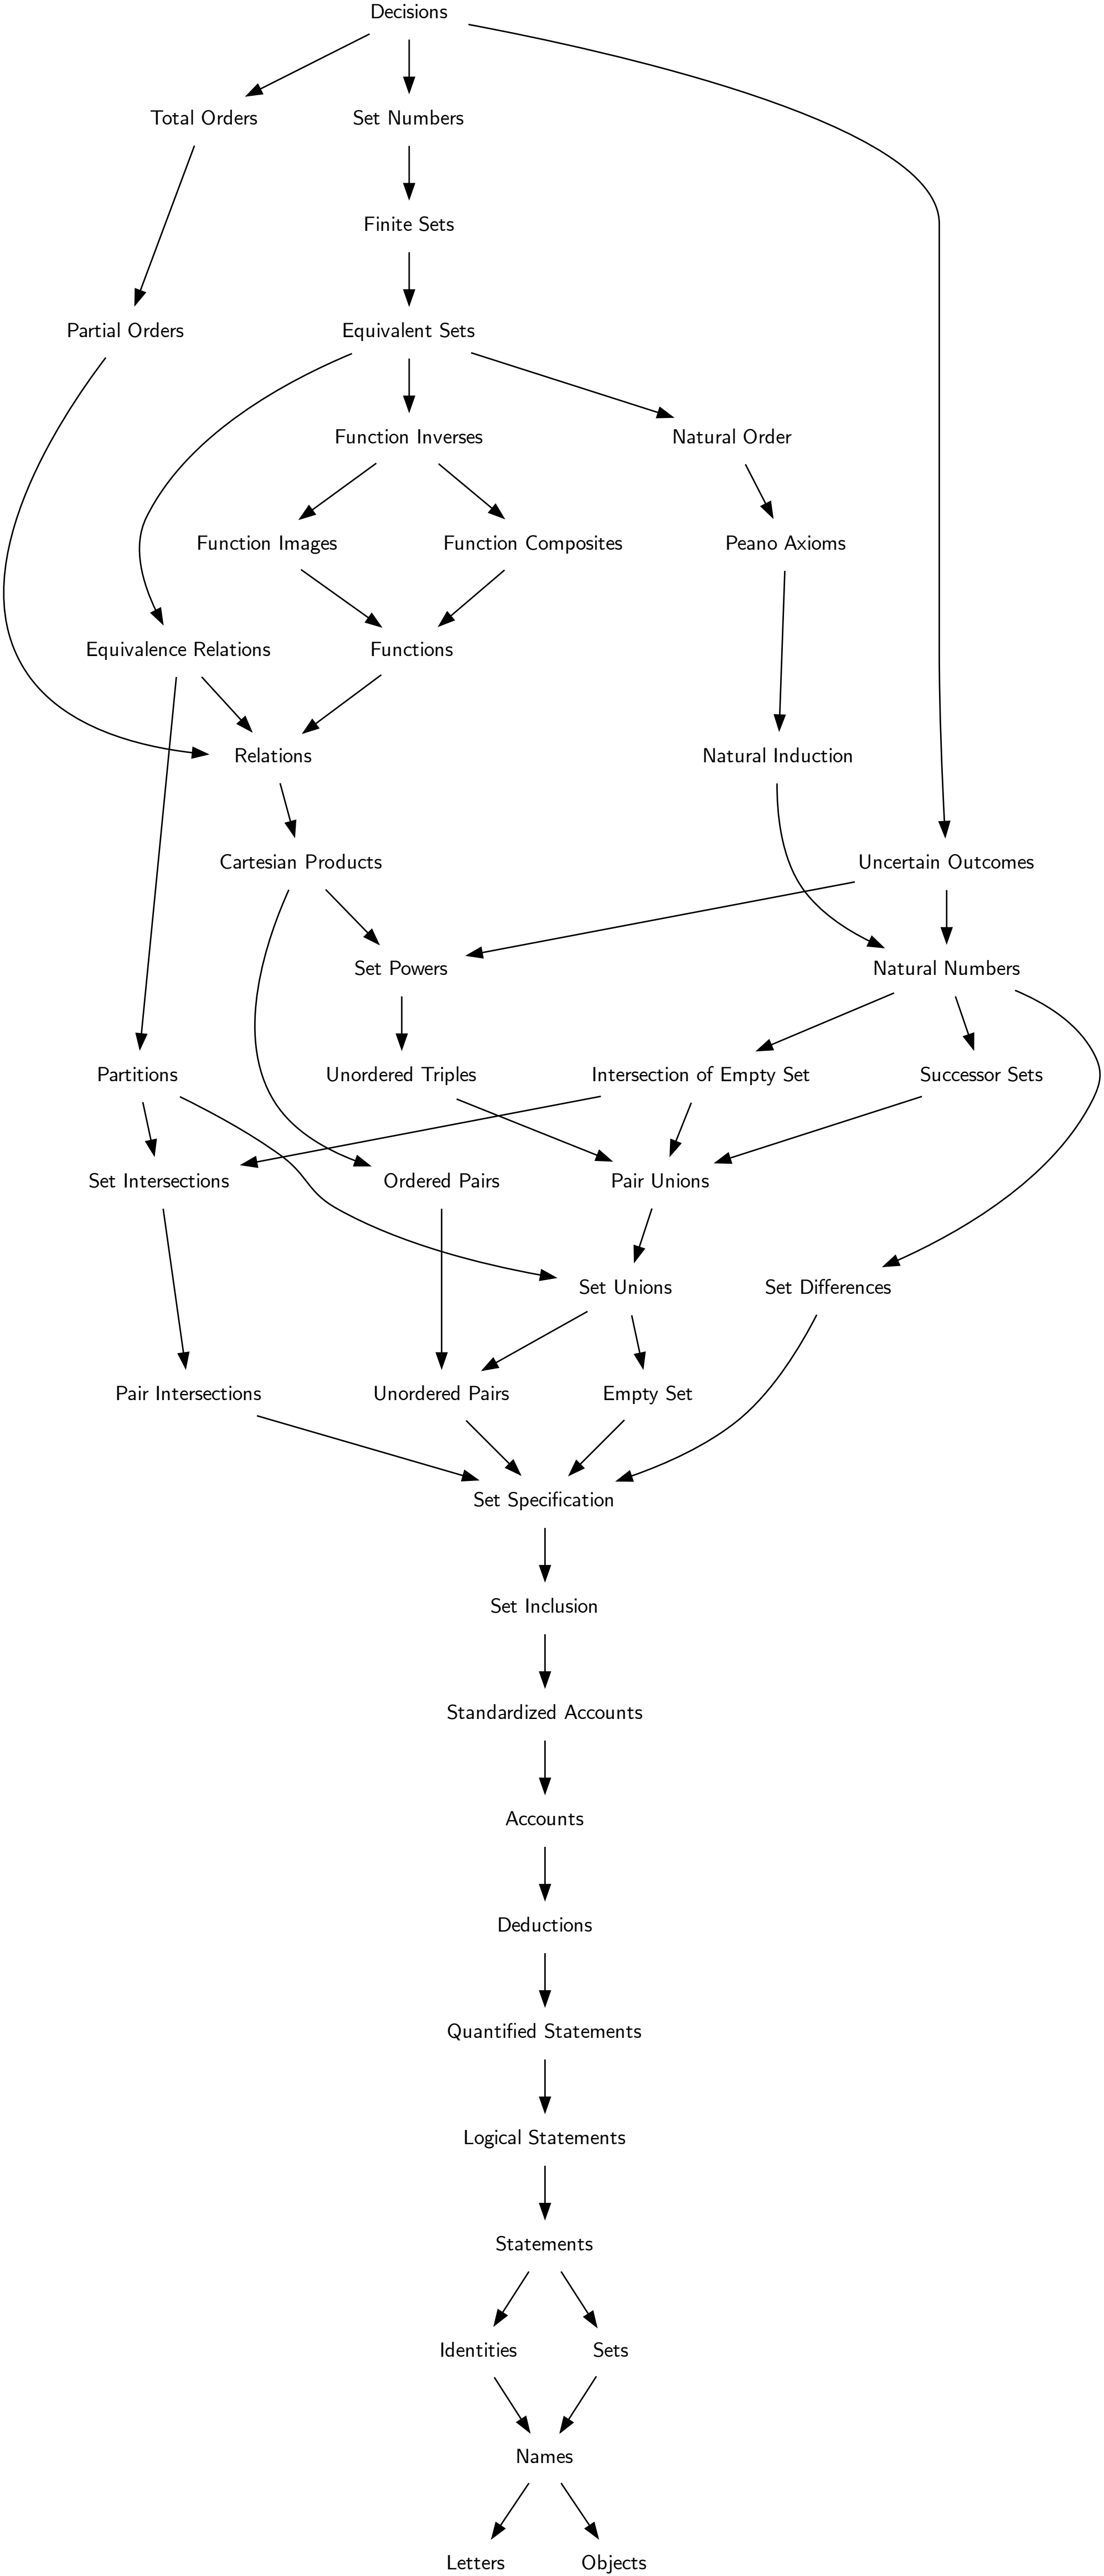 Decisions
Total Orders
Set Numbers
Finite Sets
Partial Orders
Equivalent Sets
Function Inverses
Natural Order
Function Images
Function Composites
Peano Axioms
Equivalence Relations
Functions
Relations
Natural Induction
Cartesian Products
Uncertain Outcomes
Set Powers
Natural Numbers
Partitions
Unordered Triples
Intersection of Empty Set
Successor Sets
Set Intersections
Ordered Pairs
Pair Unions
Set Unions
Set Differences
Pair Intersections
Unordered Pairs
Empty Set
Set Specification
Set Inclusion
Standardized Accounts
Accounts
Deductions
Quantified Statements
Logical Statements
Statements
Identities
Sets
Names
Letters
Objects